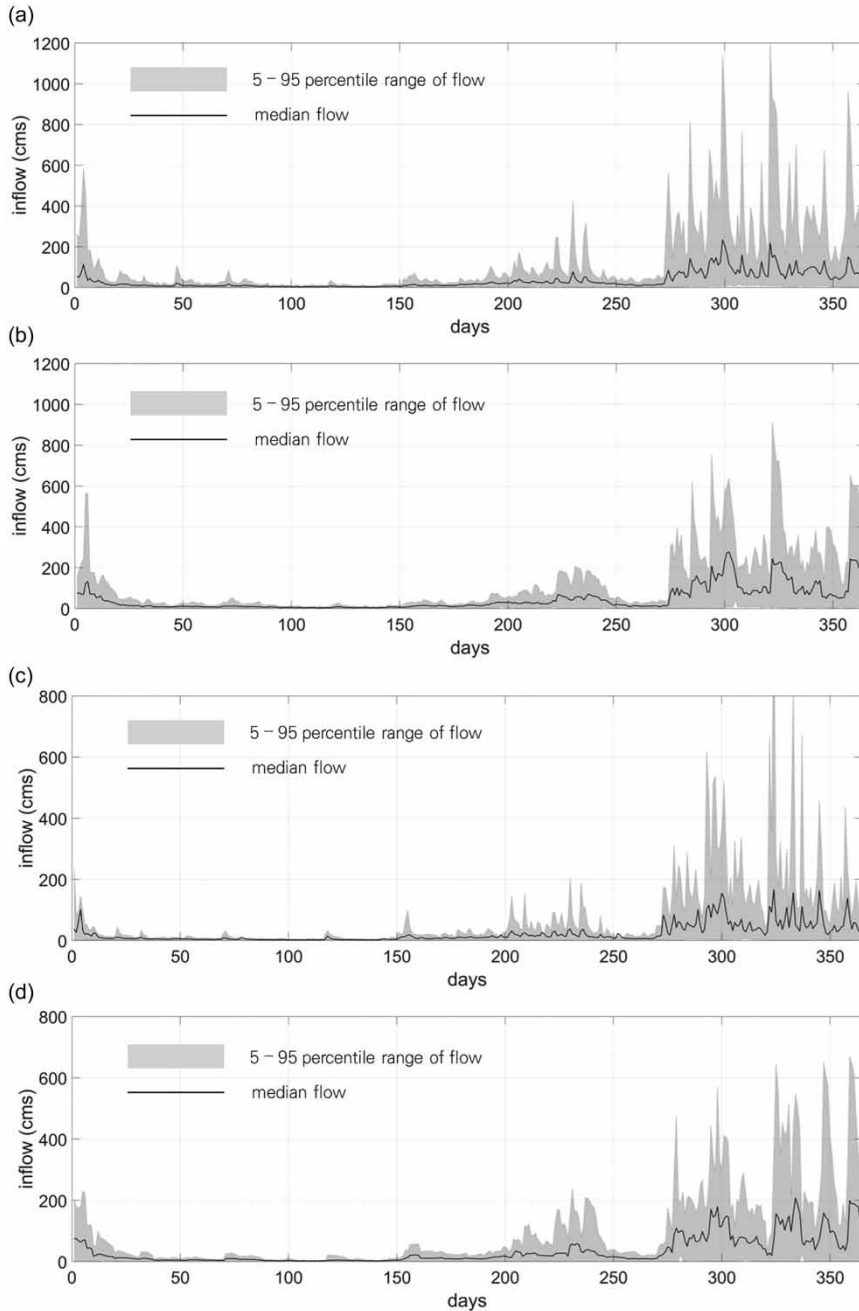 (a)
1200
1000
800
600
400
200
0
inflow (cms)
5 – 95 percentile range of flow
median flow
0 50 100 150 200 250 300 350
days
(b)
1200
1000
800
600
400
200
0
inflow (cms)
5 – 95 percentile range of flow
median flow
0 50 100 150 200 250 300 350
days
(c)
800
600
400
200
0
inflow (cms)
5 – 95 percentile range of flow
median flow
0 50 100 150 200 250 300 350
days
(d)
800
600
400
200
0
inflow (cms)
5 – 95 percentile range of flow
median flow
0 50 100 150 200 250 300 350
days